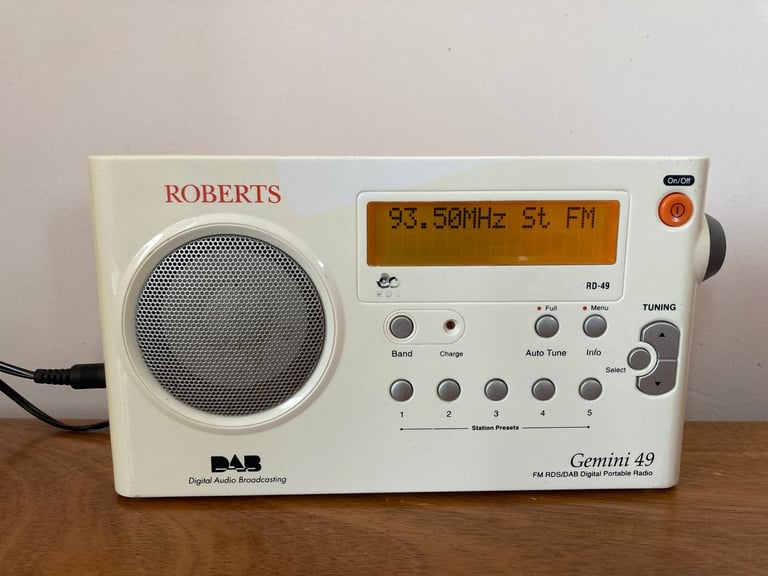 ROBERTS
On/Off
93.50MHz St FM
RDS
RD-49
Full
Menu
TUNING
Band
Charge
Auto Tune
Info
Select
1 2 3 4 5
Station Presets
DAB
Digital Audio Broadcasting
Gemini 49
FM RDS/DAB Digital Portable Radio